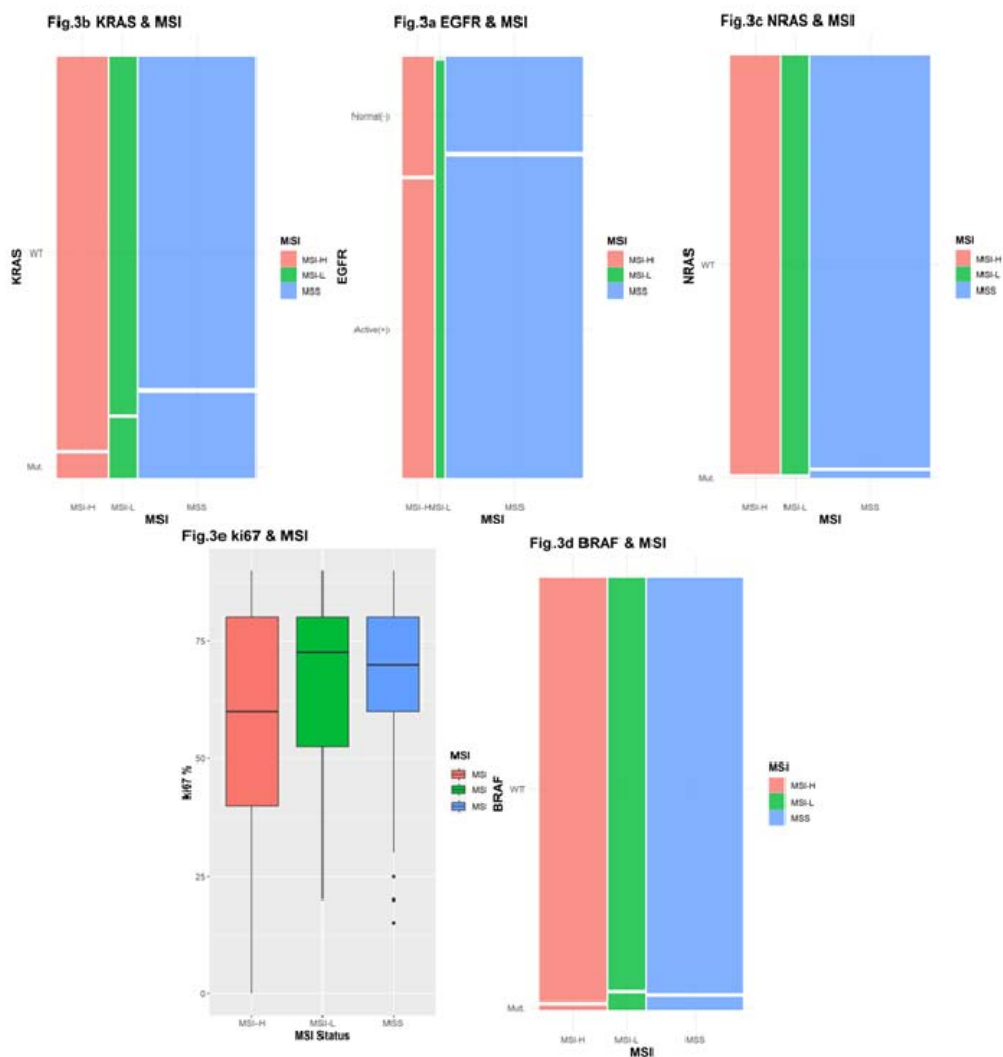 Fig.3b KRAS & MSI
KRAS
WT
Mut.
MSI-H
MSI-L
MSS
MSI
MSI
MSI-H
MSI-L
MSS
Fig.3a EGFR & MSI
EGFR
Normal(-)
Active(+)
MSI-H
MSI-L
MSS
MSI
MSI
MSI-H
MSI-L
MSS
Fig.3c NRAS & MSI
NRAS
WT
Mut.
MSI-H
MSI-L
MSS
MSI
MSI
MSI-H
MSI-L
MSS
Fig.3e ki67 & MSI
ki67 %
75
50
25
0
MSI-H
MSI-L
MSS
MSI Status
MSI
MSI
MSI
MSI
Fig.3d BRAF & MSI
BRAF
WT
Mut.
MSI-H
MSI-L
MSS
MSI
MSI
MSI-H
MSI-L
MSS